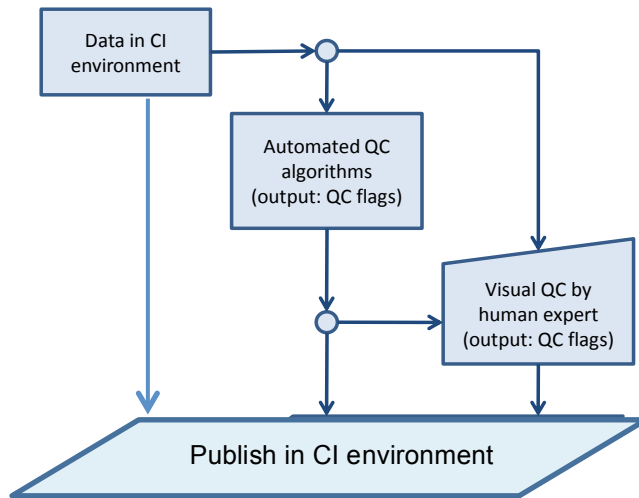 Data in CI
environment
Automated QC
algorithms
(output: QC flags)
Visual QC by
human expert
(output: QC flags)
Publish in CI environment